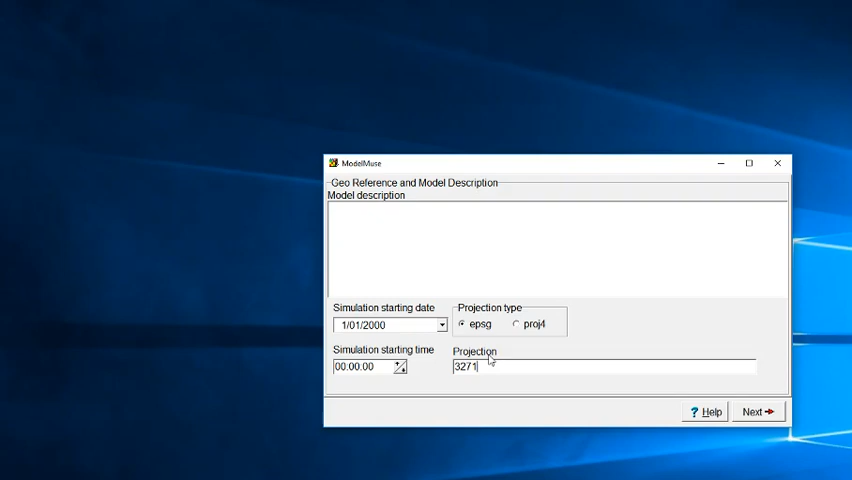 ModelMuse
Geo Reference and Model Description
Model description
Simulation starting date
Projection type
1/01/2000
epsg
proj4
Simulation starting time
Projection
00:00:00
3271
? Help
Next